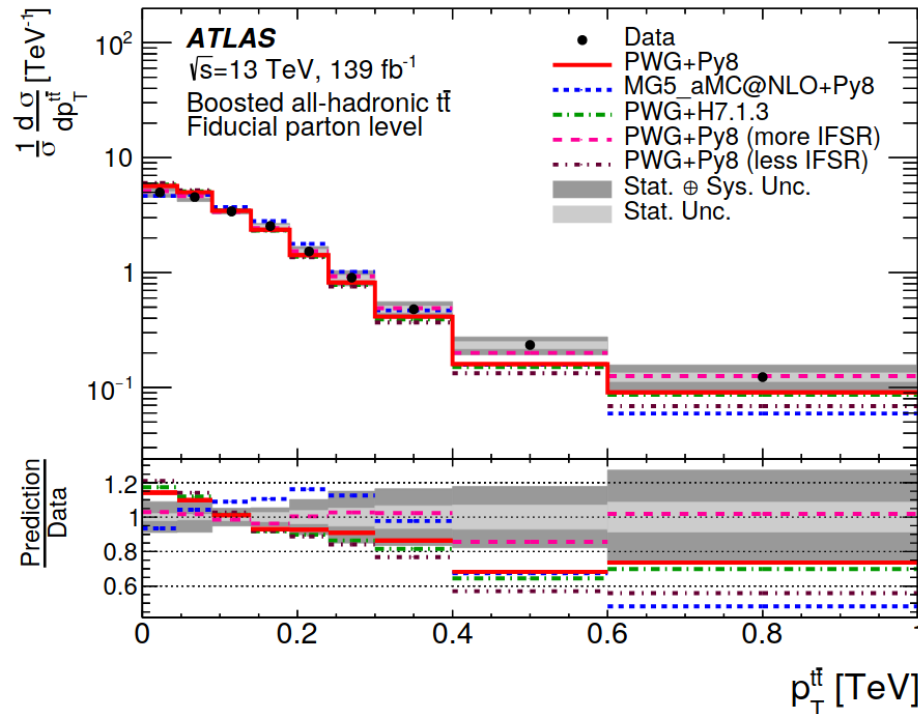 ATLAS
√s=13 TeV, 139 fb⁻¹
Boosted all-hadronic tt̄
Fiducial parton level
Data
PWG+Py8
MG5_aMC@NLO+Py8
PWG+H7.1.3
PWG+Py8 (more IFSR)
PWG+Py8 (less IFSR)
Stat. ⊕ Sys. Unc.
Stat. Unc.
1/σ dσ/dp_T^{tt̄} [TeV⁻¹]
10²
10
1
10⁻¹
Prediction
Data
1.2
1
0.8
0.6
0 0.2 0.4 0.6 0.8 1
p_T^{tt̄} [TeV]